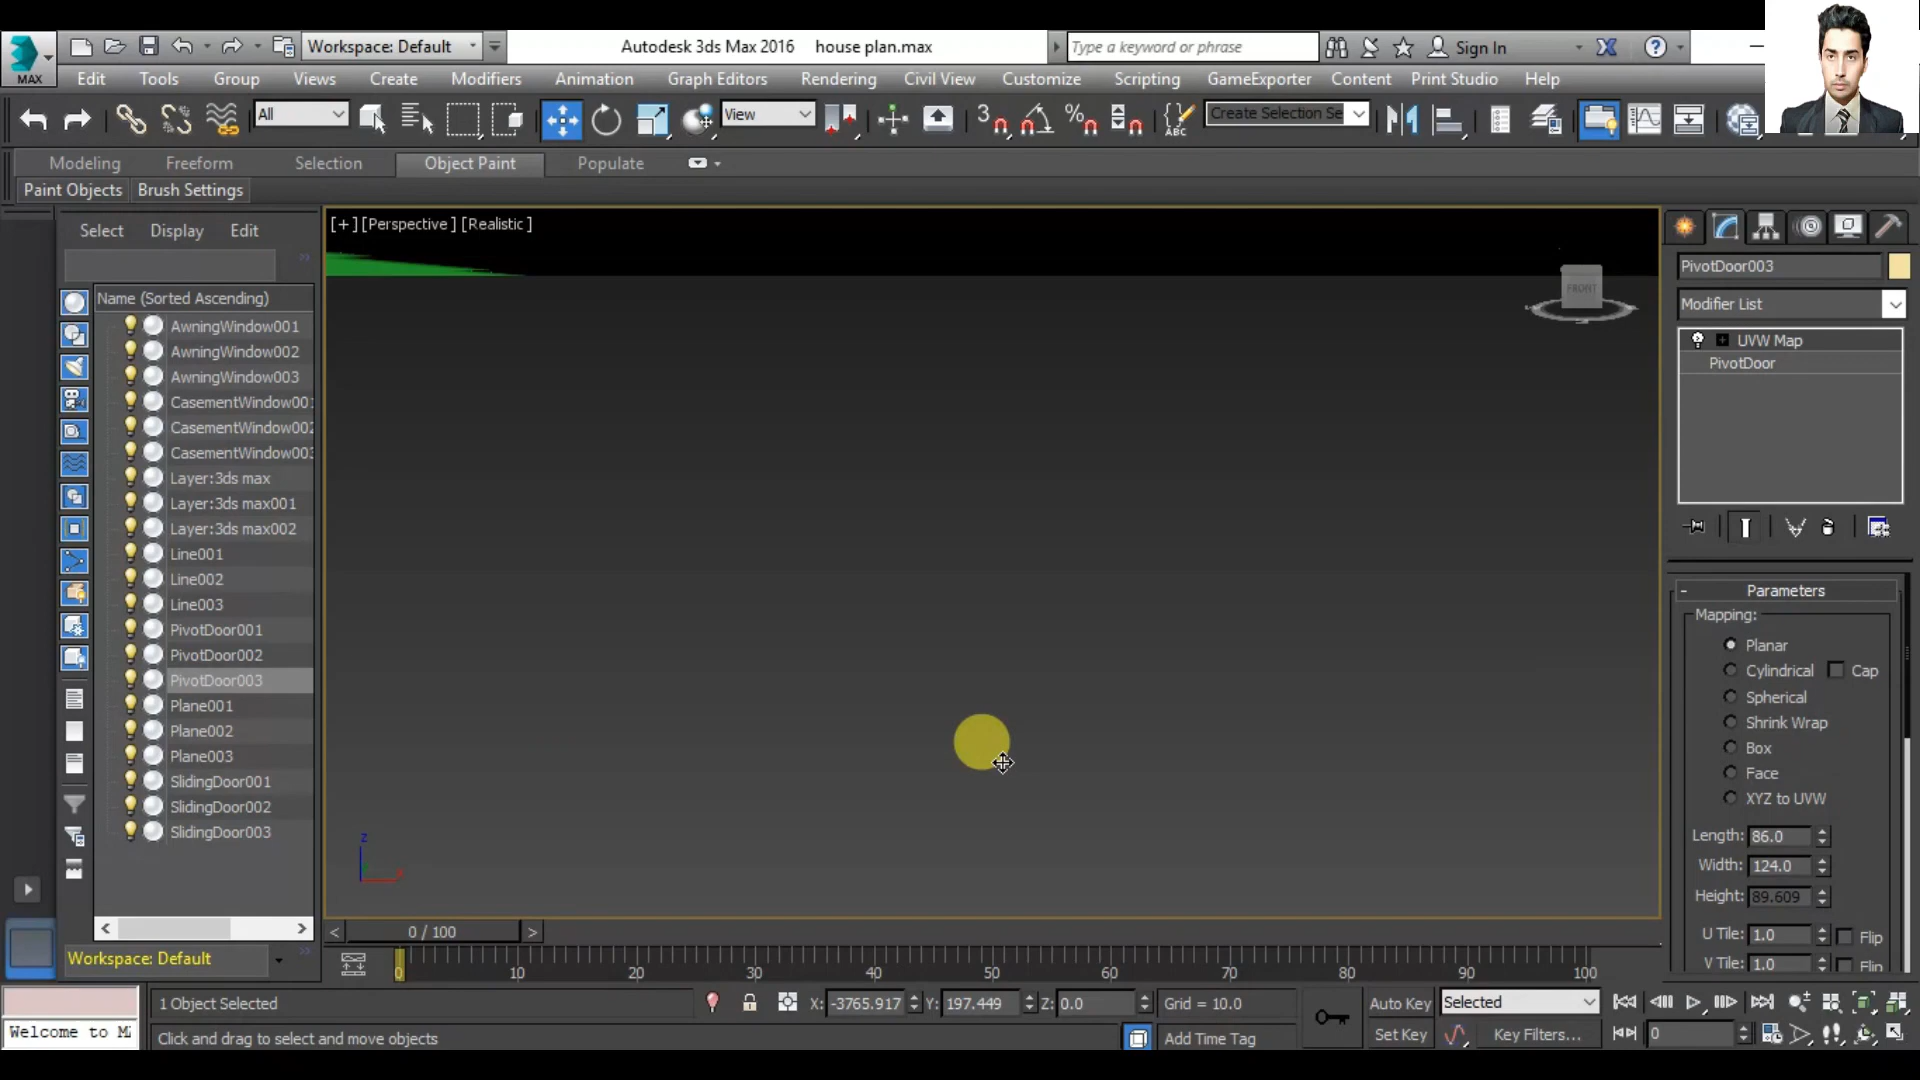 Workspace: Default
Autodesk 3ds Max 2016 house plan.max
Type a keyword or phrase
Sign In
MAX
Edit Tools Group Views Create Modifiers Animation Graph Editors Rendering Civil View Customize Scripting GameExporter Content Print Studio Help
All
View
3
%
ABC
Create Selection Se
Modeling Freeform Selection Object Paint Populate
Paint Objects Brush Settings
Select Display Edit
[+] [Perspective] [Realistic]
FRONT
Name (Sorted Ascending)
AwningWindow001
AwningWindow002
AwningWindow003
CasementWindow001
CasementWindow002
CasementWindow003
Layer:3ds max
Layer:3ds max001
Layer:3ds max002
Line001
Line002
Line003
PivotDoor001
PivotDoor002
PivotDoor003
Plane001
Plane002
Plane003
SlidingDoor001
SlidingDoor002
SlidingDoor003
z
PivotDoor003
Modifier List
UVW Map
PivotDoor
- Parameters
Mapping:
Planar
Cylindrical Cap
Spherical
Shrink Wrap
Box
Face
XYZ to UVW
Length: 86.0
Width: 124.0
Height: 89.609
U Tile: 1.0 Flip
V Tile: 1.0 Flip
< 0 / 100 >
Workspace: Default
0 10 20 30 40 50 60 70 80 90 100
1 Object Selected
X: -3765.917 Y: 197.449 Z: 0.0 Grid = 10.0
Auto Key Selected
Welcome to M
Click and drag to select and move objects
Add Time Tag
Set Key Key Filters...
0